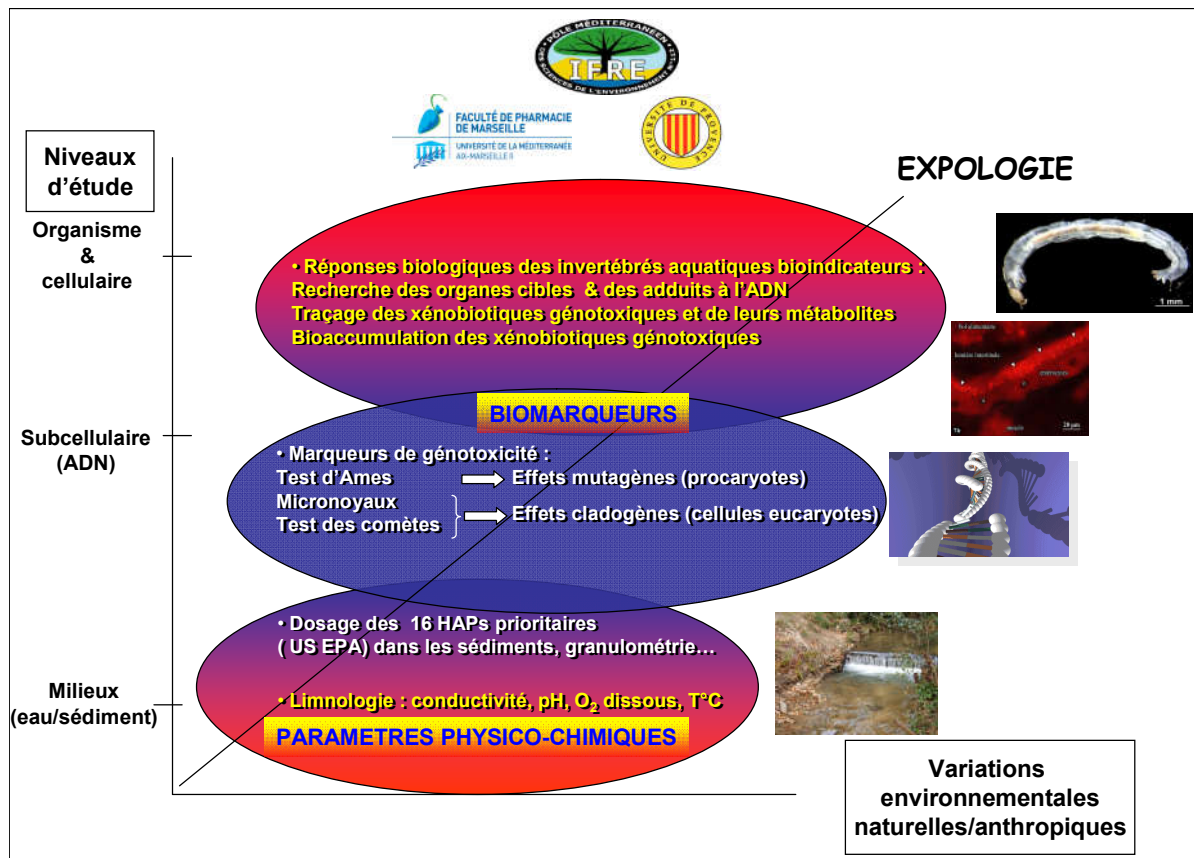 PÔLE MÉDITERRANÉEN
IFRE
DES SCIENCES DE L'ENVIRONNEMENT
FACULTÉ DE PHARMACIE
DE MARSEILLE
UNIVERSITÉ DE LA MÉDITERRANÉE
AIX-MARSEILLE II
UNIVERSITE DE PROVENCE
Niveaux
d'étude
EXPOLOGIE
Organisme
&
cellulaire
• Réponses biologiques des invertébrés aquatiques bioindicateurs :
Recherche des organes cibles & des adduits à l'ADN
Traçage des xénobiotiques génotoxiques et de leurs métabolites
Bioaccumulation des xénobiotiques génotoxiques
1 mm
20 µm
BIOMARQUEURS
Subcellulaire
(ADN)
• Marqueurs de génotoxicité :
Test d'Ames Effets mutagènes (procaryotes)
Micronoyaux
Test des comètes Effets cladogènes (cellules eucaryotes)
• Dosage des 16 HAPs prioritaires
( US EPA) dans les sédiments, granulométrie…
Milieux
(eau/sédiment)
• Limnologie : conductivité, pH, O₂ dissous, T°C
PARAMETRES PHYSICO-CHIMIQUES
Variations
environnementales
naturelles/anthropiques